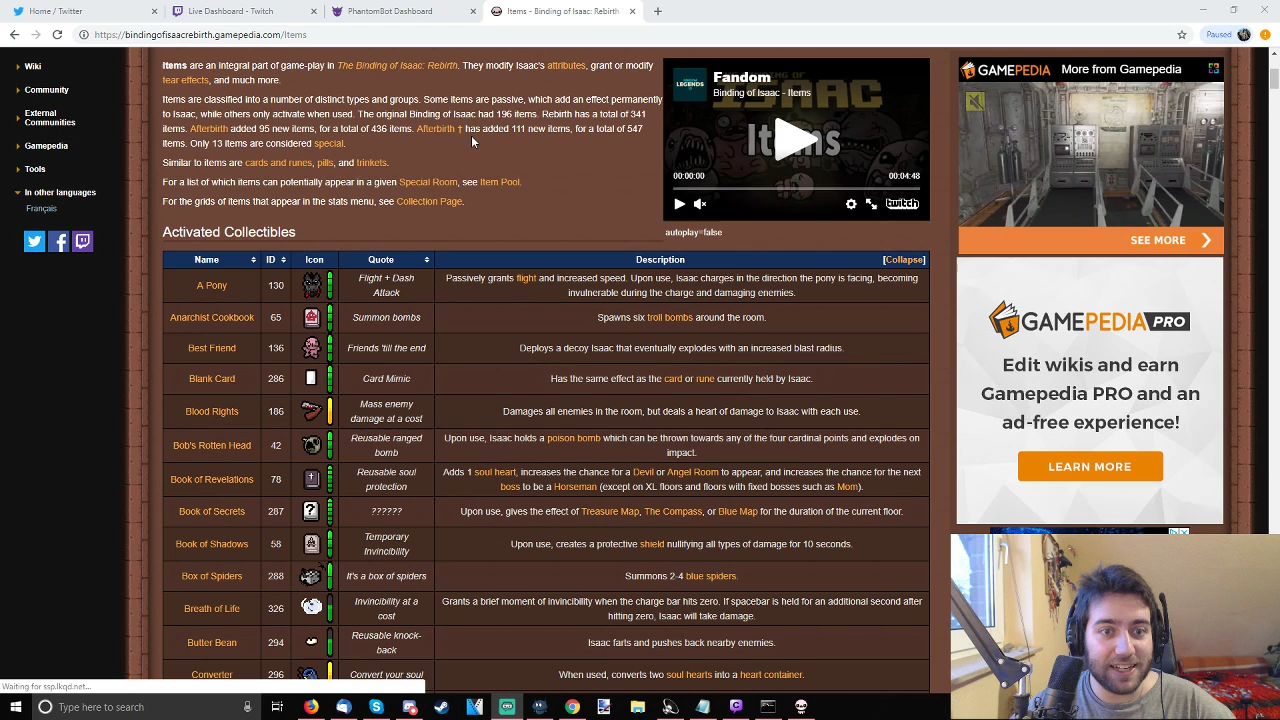 Home / Twitter
Live Dashboard - Twitch
PhantomBot Dashboard
Items - Binding of Isaac: Rebirth
https://bindingofisaacrebirth.gamepedia.com/Items
Paused
Wiki
Community
External
Communities
Gamepedia
Tools
In other languages
Français
Items are an integral part of game-play in The Binding of Isaac: Rebirth. They modify Isaac's attributes, grant or modify
tear effects, and much more.
Items are classified into a number of distinct types and groups. Some items are passive, which add an effect permanently
to Isaac, while others only activate when used. The original Binding of Isaac had 196 items. Rebirth has a total of 341
items. Afterbirth added 95 new items, for a total of 436 items. Afterbirth † has added 111 new items, for a total of 547
items. Only 13 items are considered special.
Similar to items are cards and runes, pills, and trinkets.
For a list of which items can potentially appear in a given Special Room, see Item Pool.
For the grids of items that appear in the stats menu, see Collection Page.
LEGENDS
Fandom
Binding of Isaac - Items
ISAAC
Items
00:00:00
00:04:48
twitch
autoplay=false
Activated Collectibles
Name ID Icon Quote Description [Collapse]
A Pony 130 Flight + Dash
Attack
Passively grants flight and increased speed. Upon use, Isaac charges in the direction the pony is facing, becoming
invulnerable during the charge and damaging enemies.
Anarchist Cookbook 65 Summon bombs Spawns six troll bombs around the room.
Best Friend 136 Friends 'till the end Deploys a decoy Isaac that eventually explodes with an increased blast radius.
Blank Card 286 Card Mimic Has the same effect as the card or rune currently held by Isaac.
Blood Rights 186 Mass enemy
damage at a cost
Damages all enemies in the room, but deals a heart of damage to Isaac with each use.
Bob's Rotten Head 42 Reusable ranged
bomb
Upon use, Isaac holds a poison bomb which can be thrown towards any of the four cardinal points and explodes on
impact.
Book of Revelations 78 Reusable soul
protection
Adds 1 soul heart, increases the chance for a Devil or Angel Room to appear, and increases the chance for the next
boss to be a Horseman (except on XL floors and floors with fixed bosses such as Mom).
Book of Secrets 287 ?????? Upon use, gives the effect of Treasure Map, The Compass, or Blue Map for the duration of the current floor.
Book of Shadows 58 Temporary
Invincibility
Upon use, creates a protective shield nullifying all types of damage for 10 seconds.
Box of Spiders 288 It's a box of spiders Summons 2-4 blue spiders.
Breath of Life 326 Invincibility at a
cost
Grants a brief moment of invincibility when the charge bar hits zero. If spacebar is held for an additional second after
hitting zero, Isaac will take damage.
Butter Bean 294 Reusable knock-
back
Isaac farts and pushes back nearby enemies.
Converter 296 Convert your soul When used, converts two soul hearts into a heart container.
GAMEPEDIA More from Gamepedia
SEE MORE
GAMEPEDIA PRO
Edit wikis and earn
Gamepedia PRO and an
ad-free experience!
LEARN MORE
Waiting for ssp.lkqd.net...
Type here to search